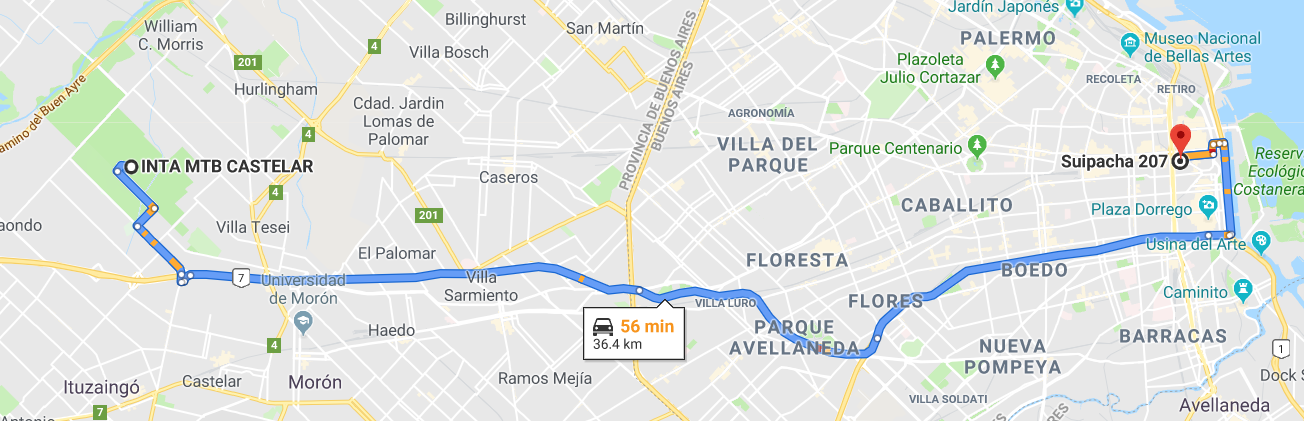 Jardín Japonés
Billinghurst
William
C. Morris
San Martín
PALERMO
Museo Nacional
de Bellas Artes
Villa Bosch
4
201
Plazoleta
Julio Cortazar
RECOLETA
RETIRO
Hurlingham
Camino del Buen Ayre
PROVINCIA DE BUENOS AIRES
BUENOS AIRES
Cdad. Jardín
Lomas de
Palomar
AGRONOMÍA
4
VILLA DEL
PARQUE
Parque Centenario
Suipacha 207
INTA MTB CASTELAR
Caseros
Reserv
Ecológic
Costanera
4
CABALLITO
Plaza Dorrego
201
Villa Tesei
aondo
El Palomar
Usina del Arte
FLORESTA
BOEDO
7
Universidad
de Morón
Villa
Sarmiento
VILLA LURO
FLORES
Caminito
56 min
36.4 km
Haedo
PARQUE
AVELLANEDA
BARRACAS
4
NUEVA
POMPEYA
1
Ramos Mejía
Ituzaingó
Castelar
Morón
Dock S
VILLA SOLDATI
Avellaneda
7